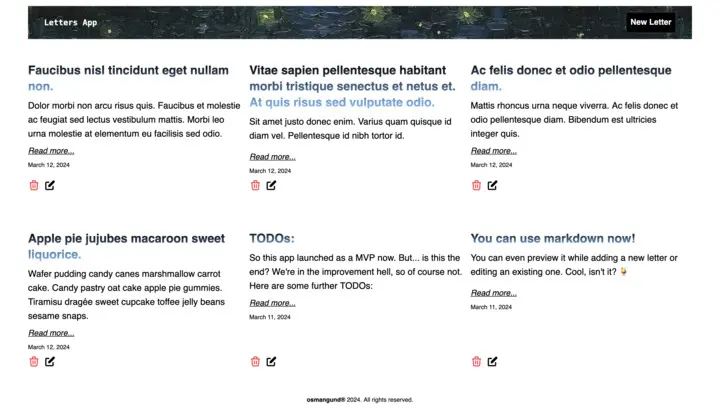 Letters App
New Letter
Faucibus nisl tincidunt eget nullam
non.
Dolor morbi non arcu risus quis. Faucibus et molestie
ac feugiat sed lectus vestibulum mattis. Morbi leo
urna molestie at elementum eu facilisis sed odio.
Read more...
March 12, 2024
Vitae sapien pellentesque habitant
morbi tristique senectus et netus et.
At quis risus sed vulputate odio.
Sit amet justo donec enim. Varius quam quisque id
diam vel. Pellentesque id nibh tortor id.
Read more...
March 12, 2024
Ac felis donec et odio pellentesque
diam.
Mattis rhoncus urna neque viverra. Ac felis donec et
odio pellentesque diam. Bibendum est ultricies
integer quis.
Read more...
March 12, 2024
Apple pie jujubes macaroon sweet
liquorice.
Wafer pudding candy canes marshmallow carrot
cake. Candy pastry oat cake apple pie gummies.
Tiramisu dragée sweet cupcake toffee jelly beans
sesame snaps.
Read more...
March 12, 2024
TODOs:
So this app launched as a MVP now. But... is this the
end? We're in the improvement hell, so of course not.
Here are some further TODOs:
Read more...
March 11, 2024
You can use markdown now!
You can even preview it while adding a new letter or
editing an existing one. Cool, isn't it? 🐓
Read more...
March 11, 2024
osmangund® 2024. All rights reserved.